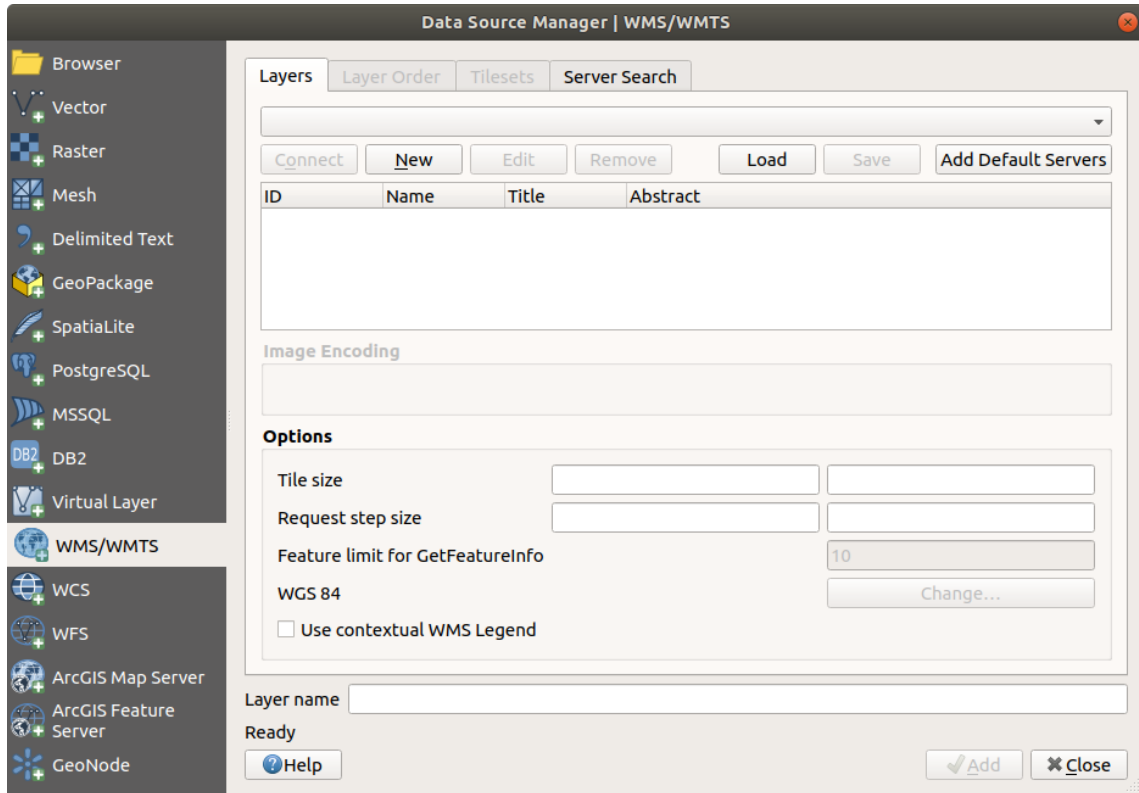 Data Source Manager | WMS/WMTS
Browser
Vector
Raster
Mesh
Delimited Text
GeoPackage
SpatiaLite
PostgreSQL
MSSQL
DB2 DB2
Virtual Layer
WMS/WMTS
WCS
WFS
ArcGIS Map Server
ArcGIS Feature
Server
GeoNode
Layers Layer Order Tilesets Server Search
Connect New Edit Remove Load Save Add Default Servers
ID Name Title Abstract
Image Encoding
Options
Tile size
Request step size
Feature limit for GetFeatureInfo 10
WGS 84 Change...
Use contextual WMS Legend
Layer name
Ready
Help Add Close